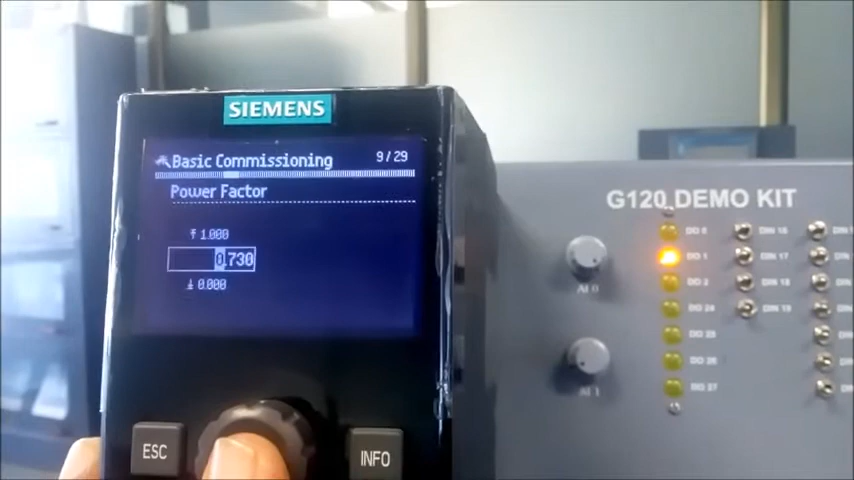 SIEMENS
Basic Commissioning 9/29
Power Factor
1.000
0.730
0.000
ESC
INFO
G120 DEMO KIT
DO 0
DO 1
DO 2
DO 24
DO 25
DO 26
DO 27
DIN 16
DIN 17
DIN 18
DIN 19
AI 0
AI 1